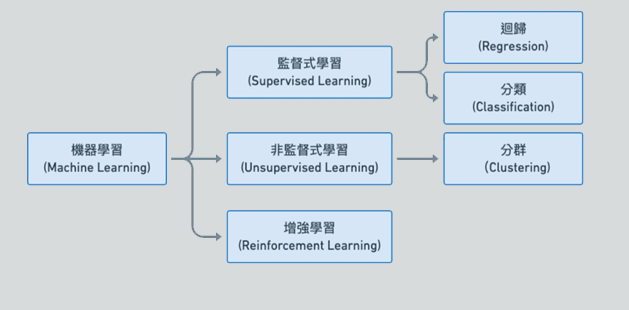 機器學習
(Machine Learning)
監督式學習
(Supervised Learning)
迴歸
(Regression)
分類
(Classification)
非監督式學習
(Unsupervised Learning)
分群
(Clustering)
增強學習
(Reinforcement Learning)